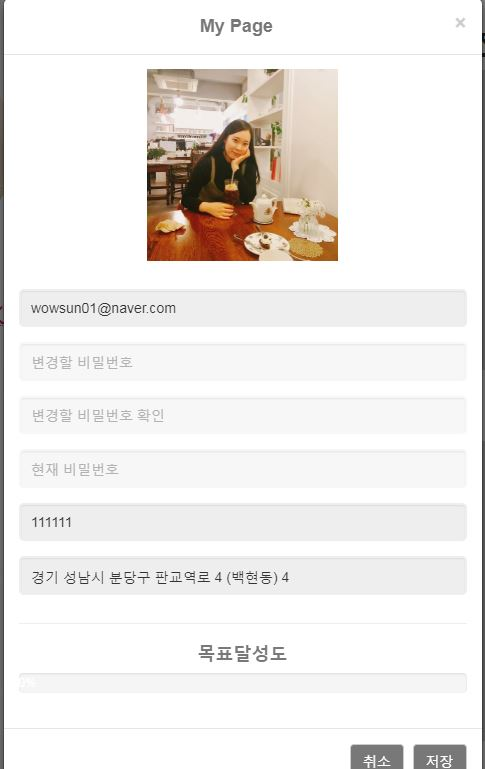 My Page
×
wowsun01@naver.com
변경할 비밀번호
변경할 비밀번호 확인
현재 비밀번호
111111
경기 성남시 분당구 판교역로 4 (백현동) 4
목표달성도
0%
취소 저장